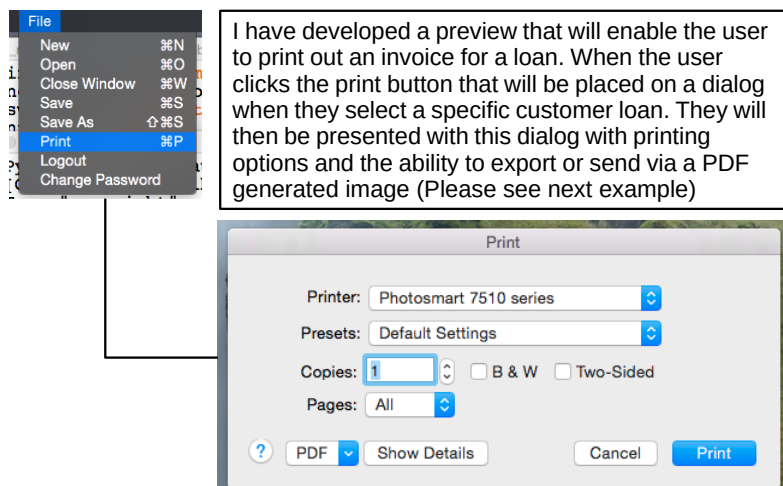 File
New ⌘N
Open ⌘O
Close Window ⌘W
Save ⌘S
Save As ⇧⌘S
Print ⌘P
Logout
Change Password
I have developed a preview that will enable the user
to print out an invoice for a loan. When the user
clicks the print button that will be placed on a dialog
when they select a specific customer loan. They will
then be presented with this dialog with printing
options and the ability to export or send via a PDF
generated image (Please see next example)
Print
Printer: Photosmart 7510 series
Presets: Default Settings
Copies: 1 B & W Two-Sided
Pages: All
? PDF Show Details Cancel Print